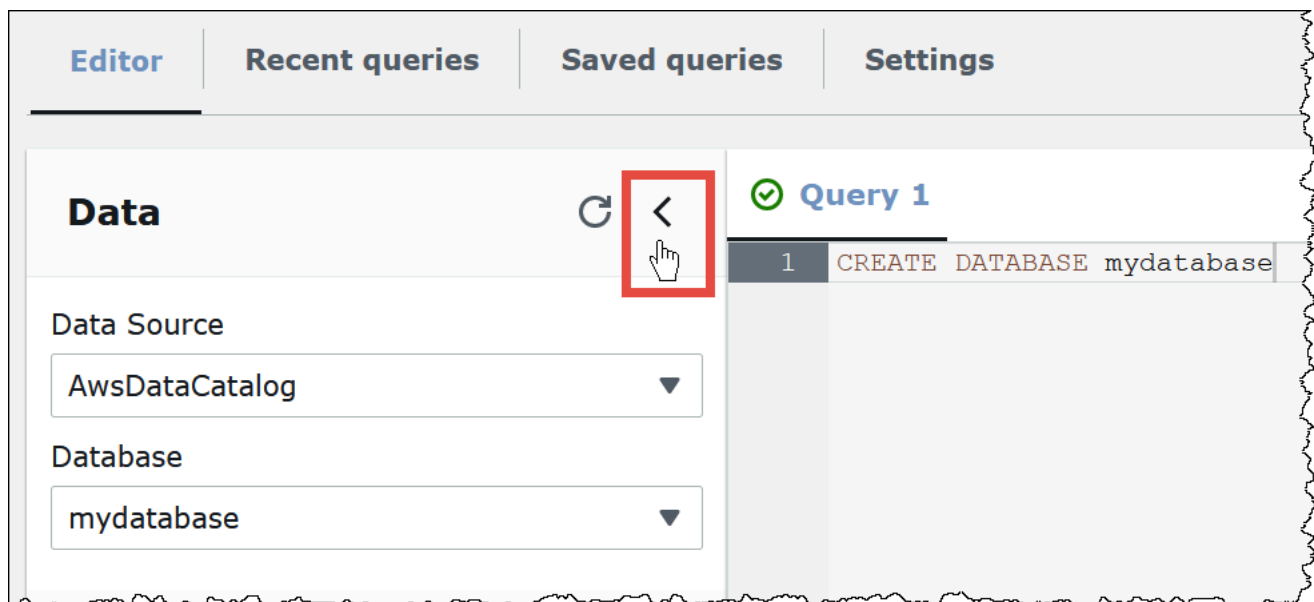 Editor Recent queries Saved queries Settings
Data
Query 1
1 CREATE DATABASE mydatabase
Data Source
AwsDataCatalog
Database
mydatabase